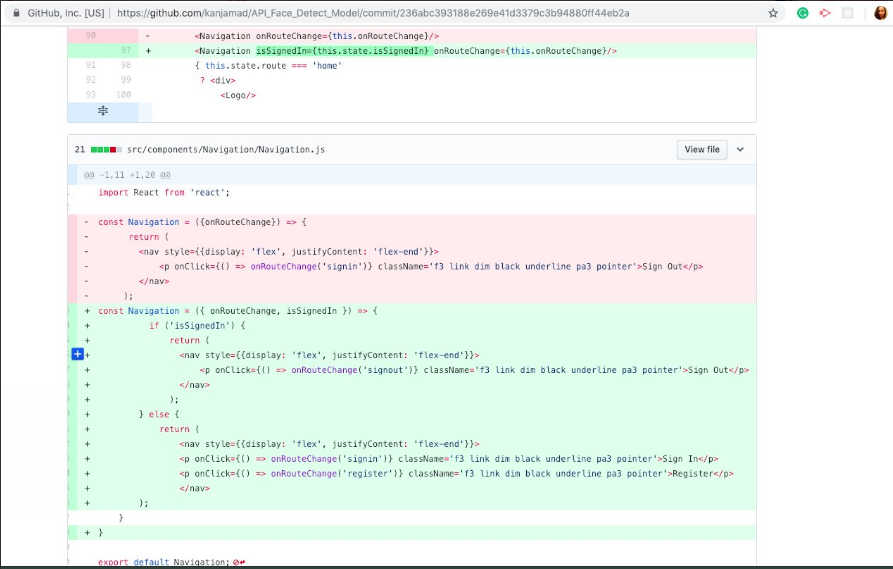 GitHub, Inc. [US] | https://github.com/kanjamad/API_Face_Detect_Model/commit/236abc393188e269e41d3379c3b94880ff44eb2a
90 - <Navigation onRouteChange={this.onRouteChange}/>
97 + <Navigation isSignedIn={this.state.isSignedIn} onRouteChange={this.onRouteChange}/>
91 98 { this.state.route === 'home'
92 99 ? <div>
93 100 <Logo/>
21 src/components/Navigation/Navigation.js View file
@@ -1,11 +1,20 @@
import React from 'react';
- const Navigation = ({onRouteChange}) => {
- return (
- <nav style={{display: 'flex', justifyContent: 'flex-end'}}>
- <p onClick={() => onRouteChange('signin')} className='f3 link dim black underline pa3 pointer'>Sign Out</p>
- </nav>
- );
+ const Navigation = ({ onRouteChange, isSignedIn }) => {
+ if ('isSignedIn') {
+ return (
+ <nav style={{display: 'flex', justifyContent: 'flex-end'}}>
+ <p onClick={() => onRouteChange('signout')} className='f3 link dim black underline pa3 pointer'>Sign Out</p>
+ </nav>
+ );
+ } else {
+ return (
+ <nav style={{display: 'flex', justifyContent: 'flex-end'}}>
+ <p onClick={() => onRouteChange('signin')} className='f3 link dim black underline pa3 pointer'>Sign In</p>
+ <p onClick={() => onRouteChange('register')} className='f3 link dim black underline pa3 pointer'>Register</p>
+ </nav>
+ );
}
+ }
export default Navigation;